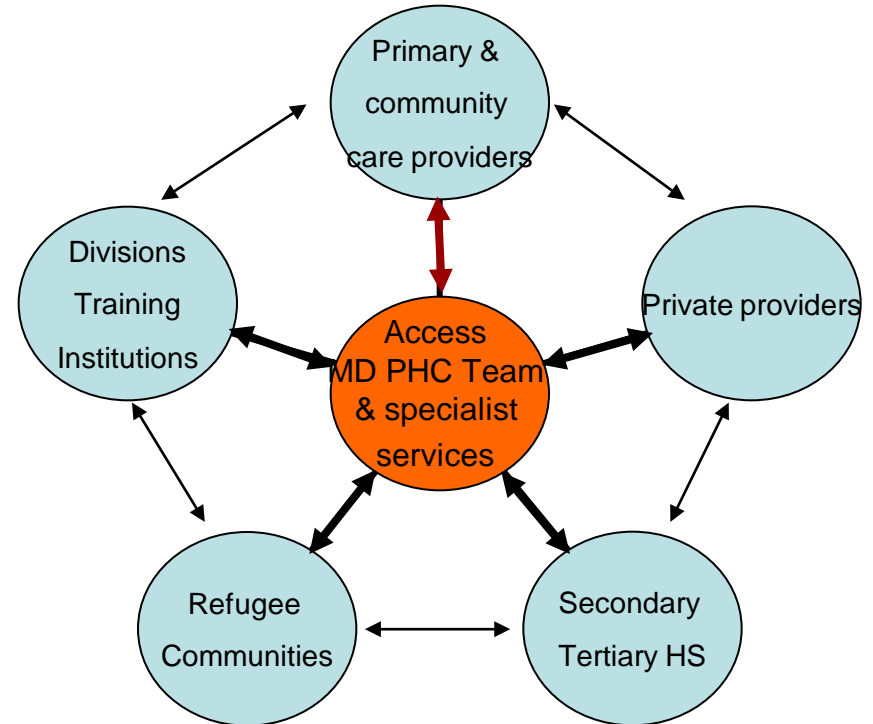 Primary &
community
care providers
Divisions
Training
Institutions
Private providers
Access
MD PHC Team
& specialist
services
Refugee
Communities
Secondary
Tertiary HS